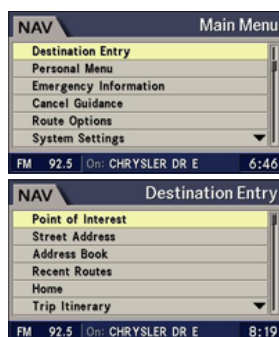 NAV Main Menu
Destination Entry
Personal Menu
Emergency Information
Cancel Guidance
Route Options
System Settings
FM 92.5 On: CHRYSLER DR E 6:46
NAV Destination Entry
Point of Interest
Street Address
Address Book
Recent Routes
Home
Trip Itinerary
FM 92.5 On: CHRYSLER DR E 8:19